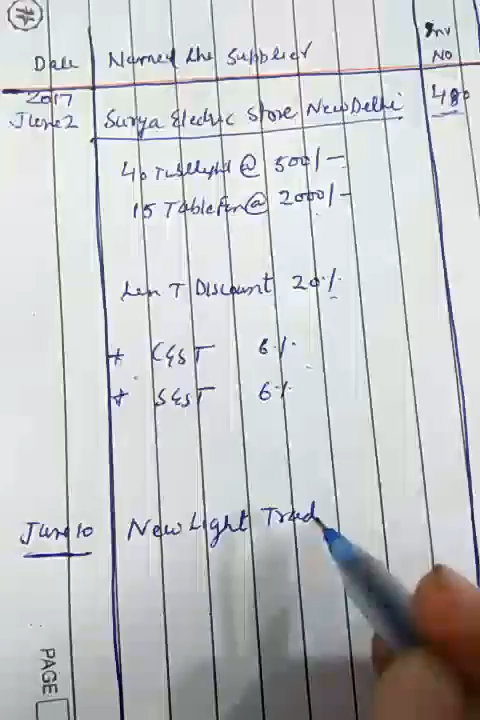 Date Name of the Supplier Inv No
2017
June 2 Surya Electric Store New Delhi 480
40 Tubelight @ 500/-
15 Table Fan @ 2000/-
Less T Discount 20%
+ CGST 6%
+ SGST 6%
June 10 New Light Trad
PAGE